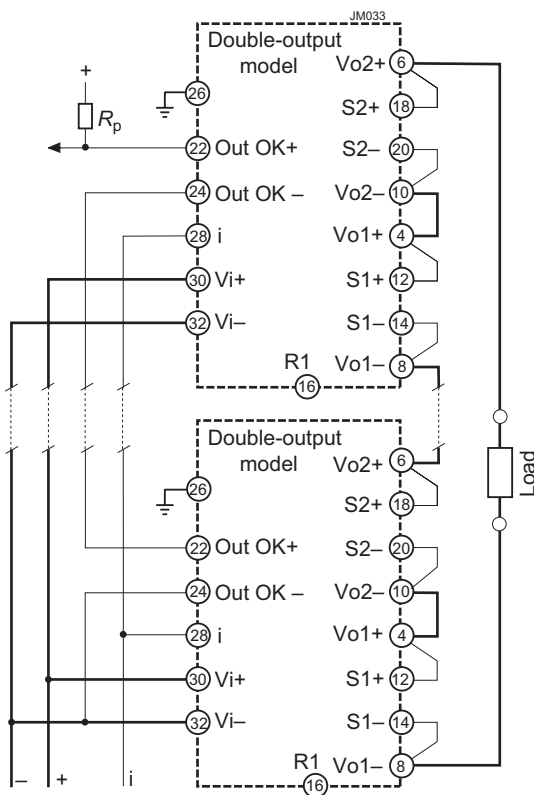 JM033
Double-output
model
Vo2+ 6
+
26
S2+ 18
Rp
22 Out OK+
S2– 20
24 Out OK –
Vo2– 10
28 i
Vo1+ 4
30 Vi+
S1+ 12
32 Vi–
S1– 14
R1
16
Vo1– 8
Double-output
model
Vo2+ 6
26
S2+ 18
Load
22 Out OK+
S2– 20
24 Out OK –
Vo2– 10
28 i
Vo1+ 4
30 Vi+
S1+ 12
32 Vi–
S1– 14
R1
16
Vo1– 8
– + i